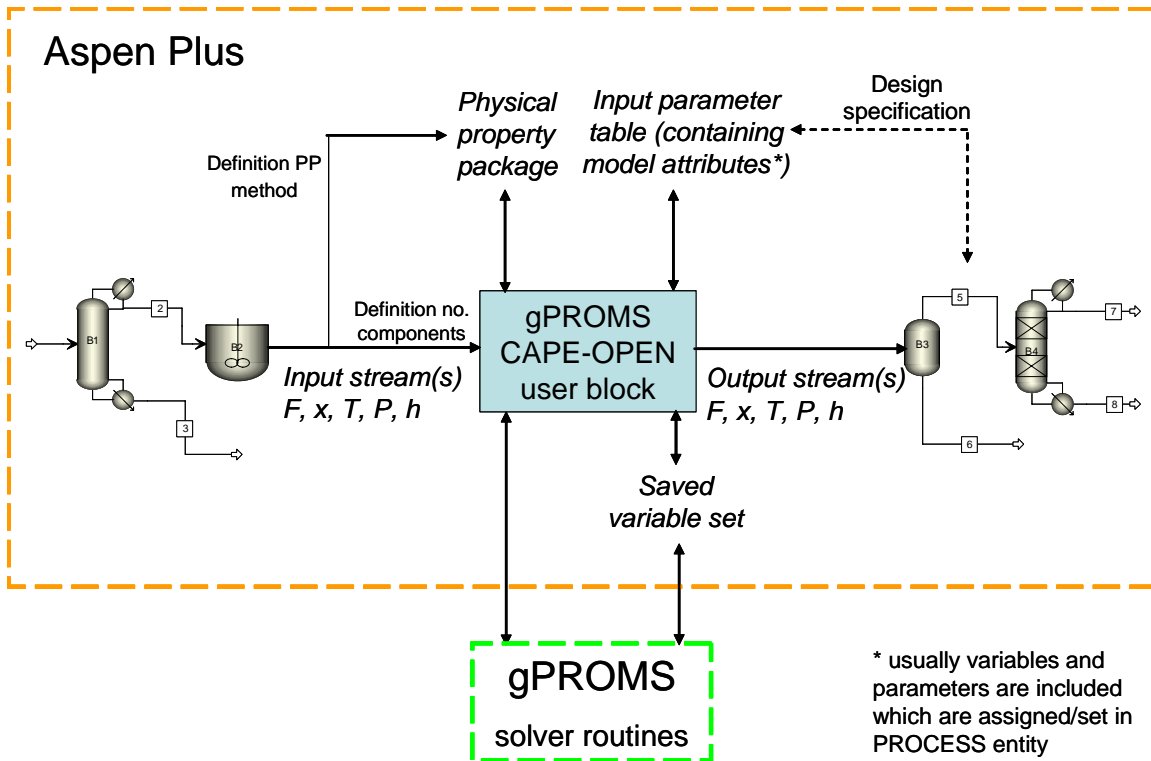 Aspen Plus
Physical
property
package
Input parameter
table (containing
model attributes*)
Design
specification
Definition PP
method
B1
2
3
B2
Definition no.
components
Input stream(s)
F, x, T, P, h
gPROMS
CAPE-OPEN
user block
Output stream(s)
F, x, T, P, h
B3
5
6
B4
7
8
Saved
variable set
gPROMS
solver routines
* usually variables and
parameters are included
which are assigned/set in
PROCESS entity